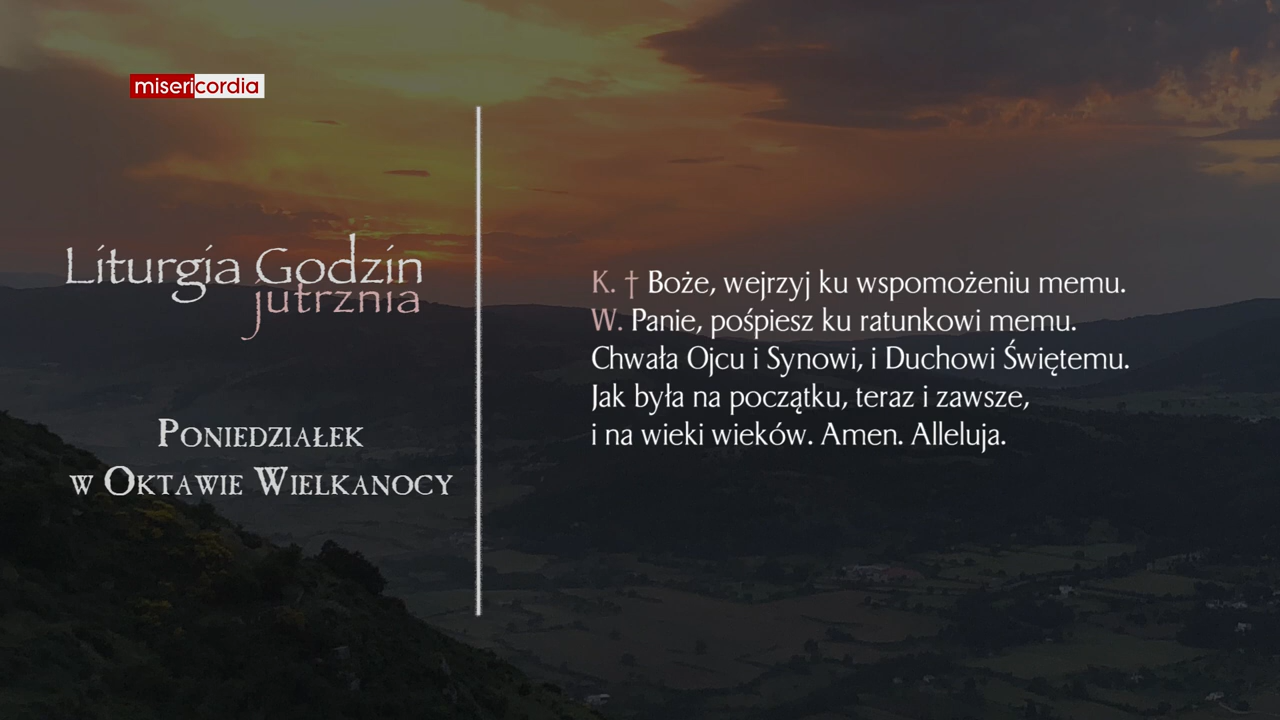 misericordia
Liturgia Godzin
jutrznia
Poniedziałek
w Oktawie Wielkanocy
K. † Boże, wejrzyj ku wspomożeniu memu.
W. Panie, pośpiesz ku ratunkowi memu.
Chwała Ojcu i Synowi, i Duchowi Świętemu.
Jak była na początku, teraz i zawsze,
i na wieki wieków. Amen. Alleluja.